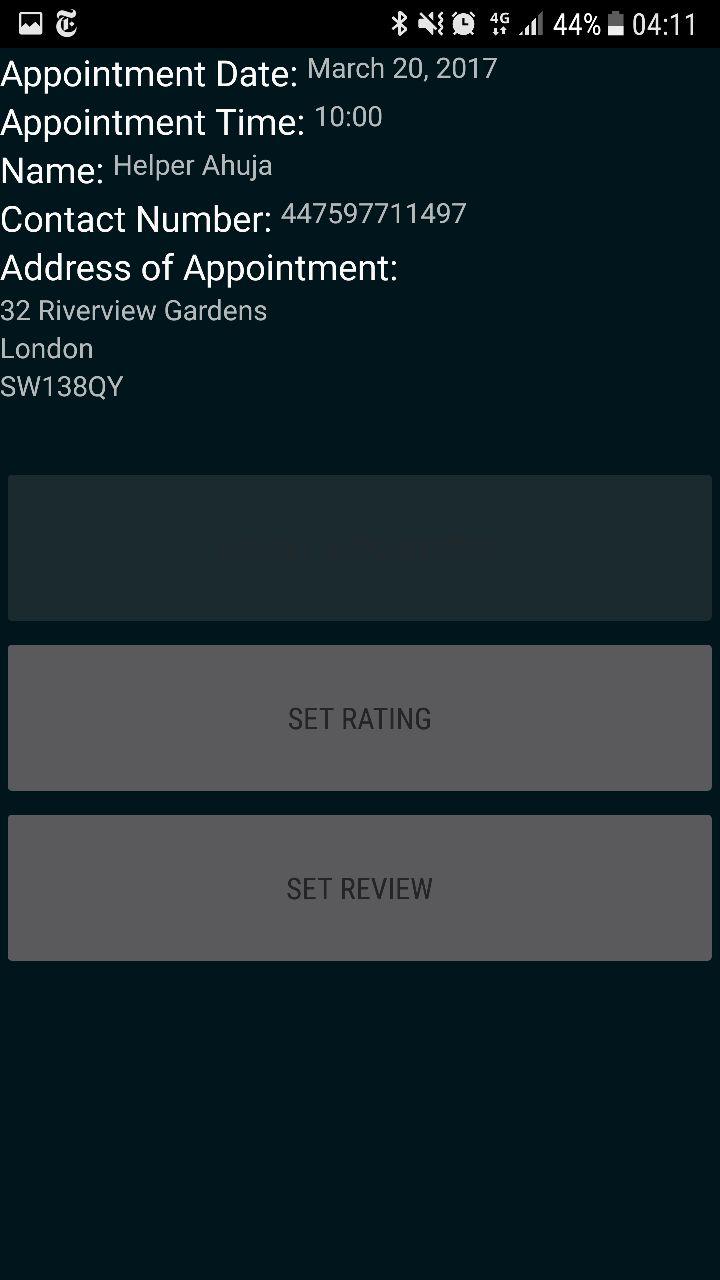 4G 44% 04:11
Appointment Date: March 20, 2017
Appointment Time: 10:00
Name: Helper Ahuja
Contact Number: 447597711497
Address of Appointment:
32 Riverview Gardens
London
SW138QY
SET RATING
SET REVIEW